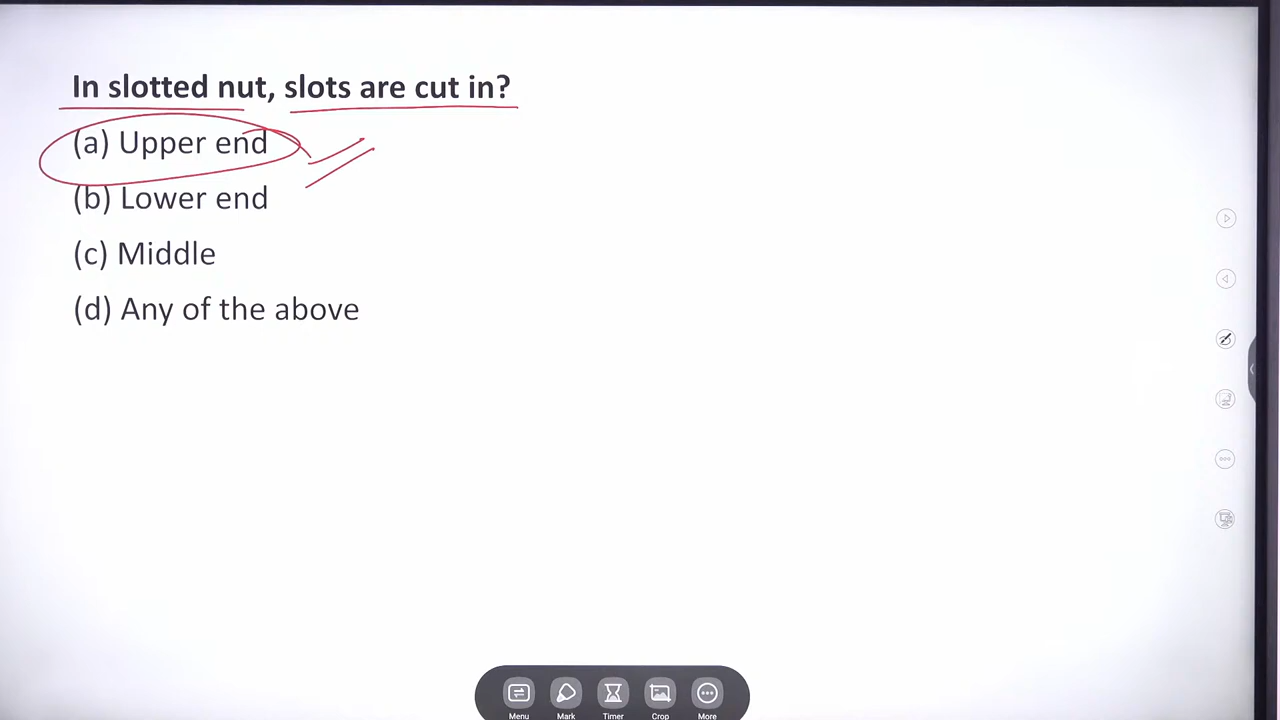 In slotted nut, slots are cut in?
(a) Upper end
(b) Lower end
(c) Middle
(d) Any of the above
Menu
Mark
Timer
Crop
More